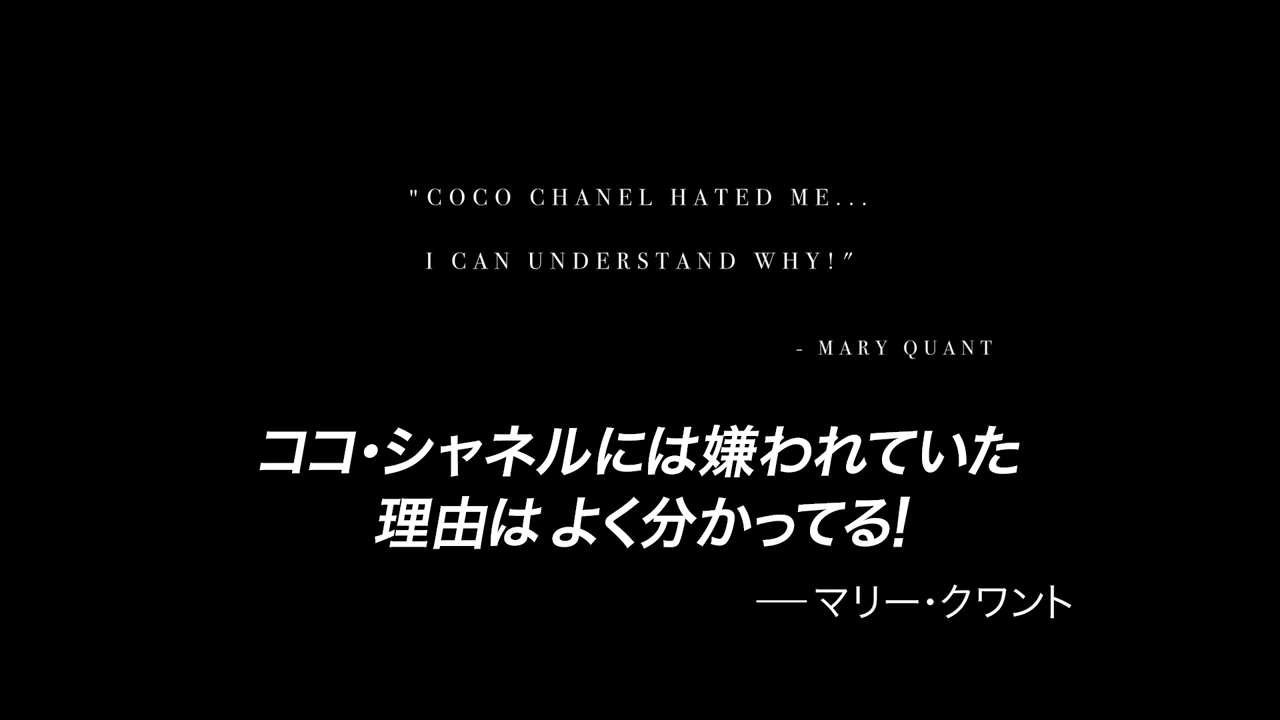 "COCO CHANEL HATED ME...
I CAN UNDERSTAND WHY!"
- MARY QUANT
ココ・シャネルには嫌われていた
理由は よく分かってる!
── マリー・クワント